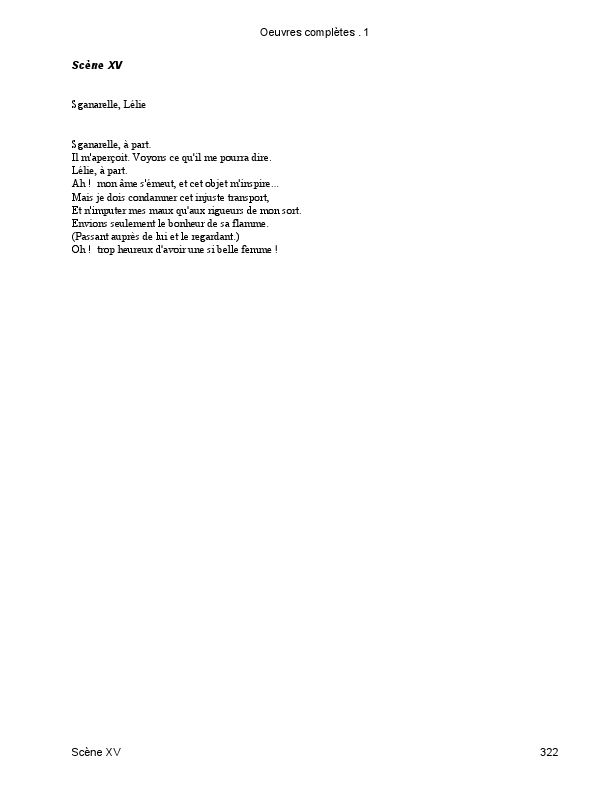 Oeuvres complètes . 1
Scène XV
Sganarelle, Lélie
Sganarelle, à part.
Il m'aperçoit. Voyons ce qu'il me pourra dire.
Lélie, à part.
Ah ! mon âme s'émeut, et cet objet m'inspire...
Mais je dois condamner cet injuste transport,
Et n'imputer mes maux qu'aux rigueurs de mon sort.
Envions seulement le bonheur de sa flamme.
(Passant auprès de lui et le regardant.)
Oh ! trop heureux d'avoir une si belle femme !
Scène XV 322